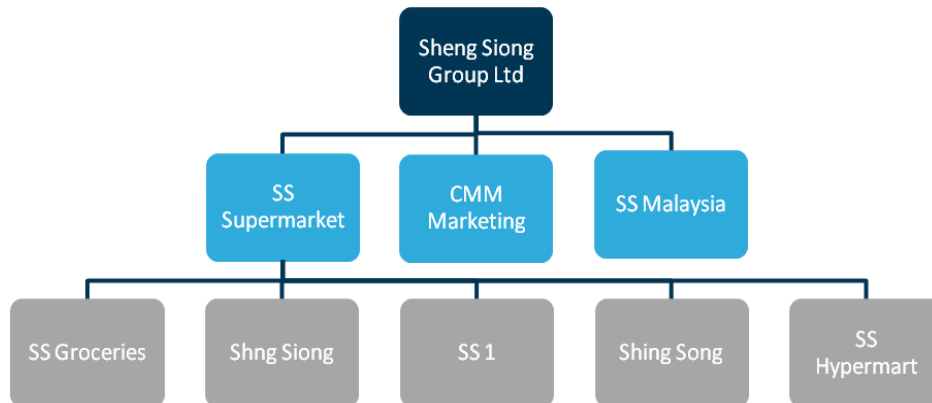 Sheng Siong
Group Ltd
SS
Supermarket
CMM
Marketing
SS Malaysia
SS Groceries
Shng Siong
SS 1
Shing Song
SS
Hypermart